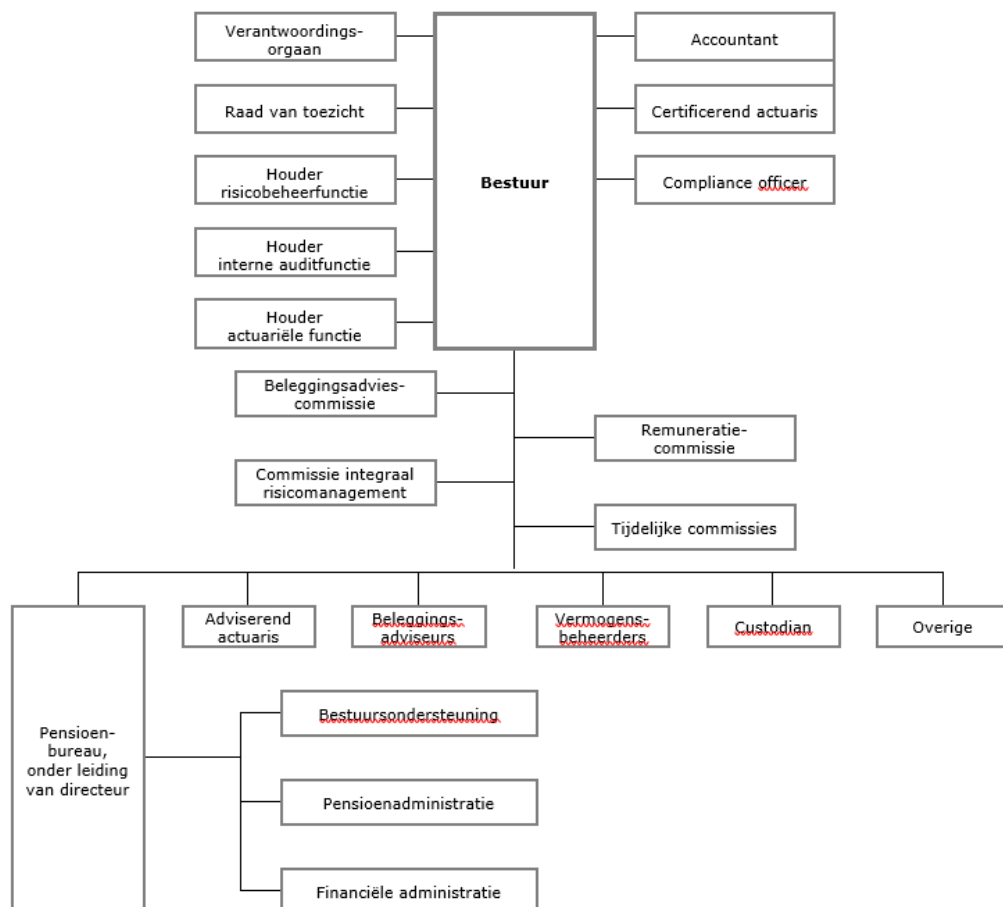 Verantwoordings-
orgaan
Accountant
Raad van toezicht
Certificerend actuaris
Houder
risicobeheerfunctie
Bestuur
Compliance officer
Houder
interne auditfunctie
Houder
actuariële functie
Beleggingsadvies-
commissie
Remuneratie-
commissie
Commissie integraal
risicomanagement
Tijdelijke commissies
Adviserend
actuaris
Beleggings-
adviseurs
Vermogens-
beheerders
Custodian
Overige
Pensioen-
bureau,
onder leiding
van directeur
Bestuursondersteuning
Pensioenadministratie
Financiële administratie